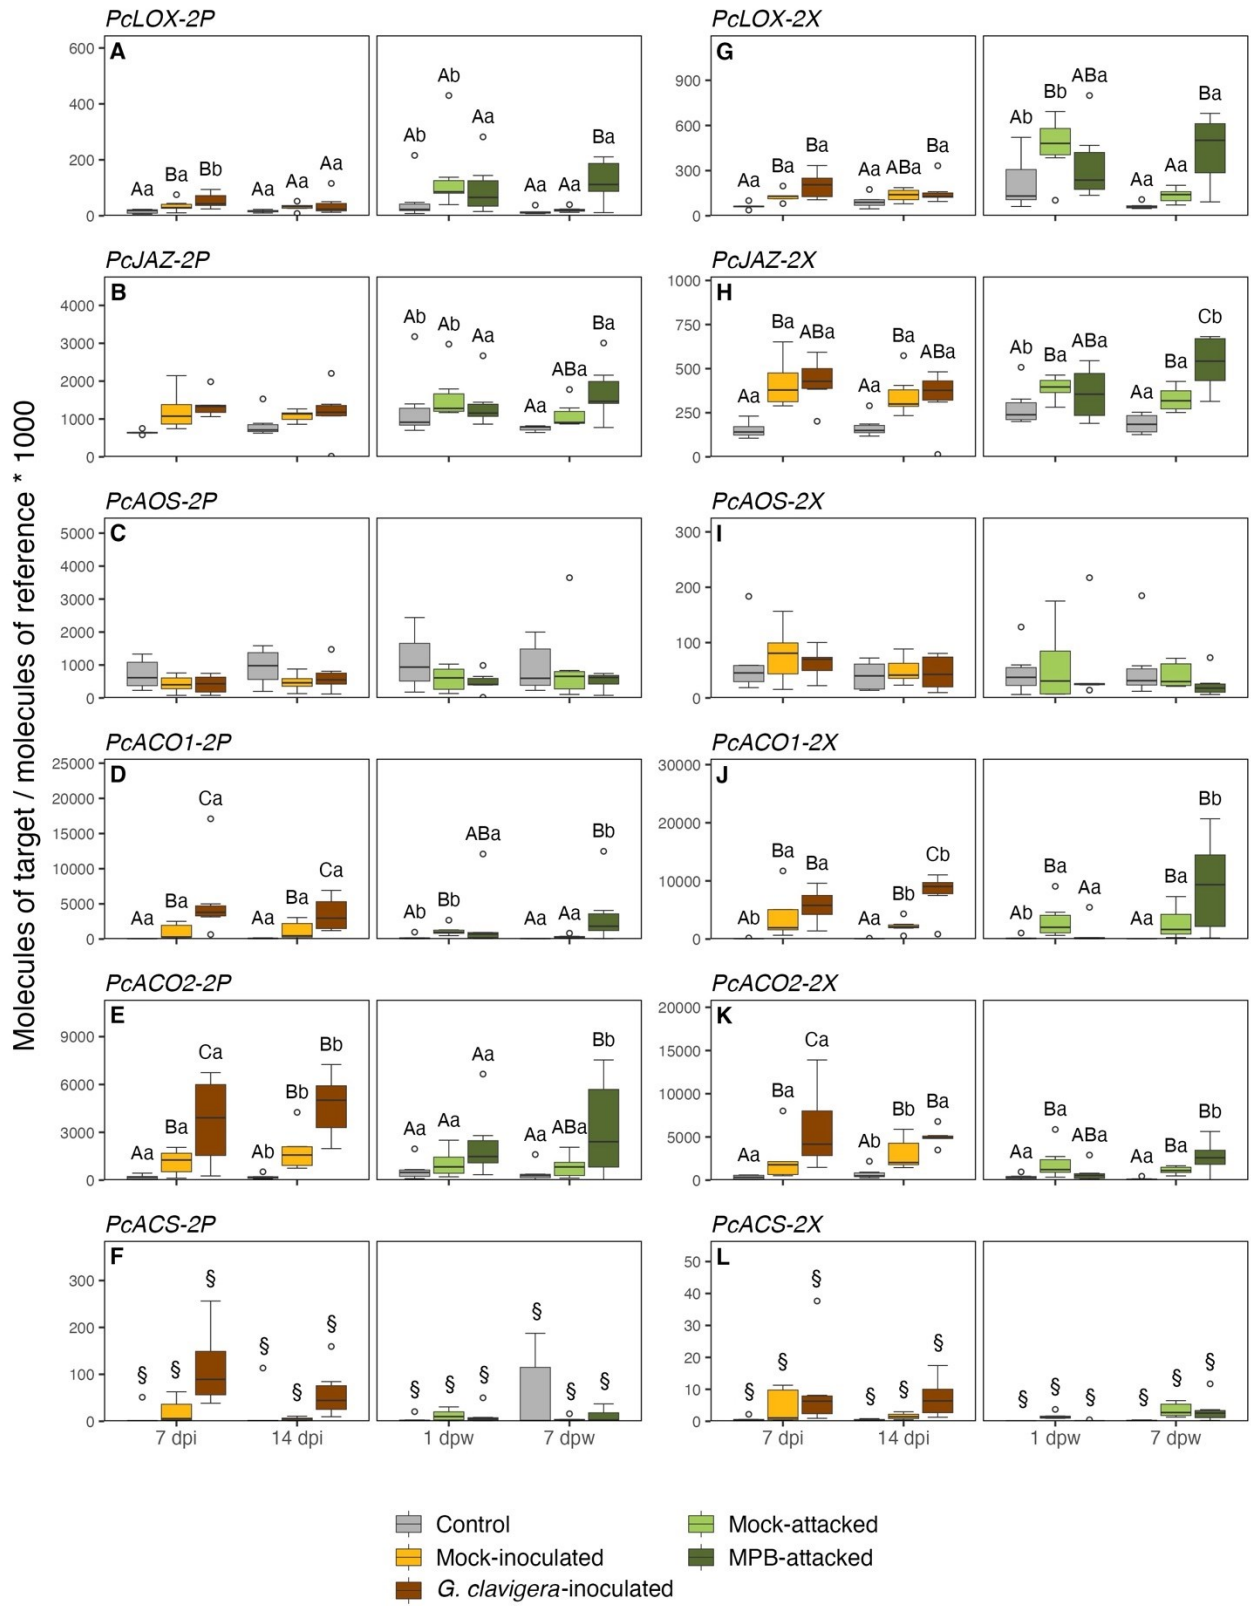 Molecules of target / molecules of reference * 1000
PcLOX-2P
A
600
400
200
0
Aa Ba Bb Aa Aa Aa
Ab Ab Aa Aa Aa Ba
PcLOX-2X
G
900
600
300
0
Aa Ba Ba Aa ABa Ba
Ab Bb ABa Aa Aa Ba
PcJAZ-2P
B
4000
3000
2000
1000
0
Ab Ab Aa Aa ABa Ba
PcJAZ-2X
H
1000
750
500
250
0
Aa Ba ABa Aa Ba ABa
Ab Ba ABa Aa Ba Cb
PcAOS-2P
C
5000
4000
3000
2000
1000
0
PcAOS-2X
I
300
200
100
0
PcACO1-2P
D
25000
20000
15000
10000
5000
0
Aa Ba Ca Aa Ba Ca
Ab Bb ABa Aa Aa Bb
PcACO1-2X
J
30000
20000
10000
0
Ab Ba Ba Aa Bb Cb
Ab Ba Aa Aa Ba Bb
PcACO2-2P
E
9000
6000
3000
0
Aa Ba Ca Ab Bb Bb
Aa Aa Aa Aa ABa Bb
PcACO2-2X
K
20000
15000
10000
5000
0
Aa Ba Ca Ab Bb Ba
Aa Ba ABa Aa Ba Bb
PcACS-2P
F
300
200
100
0
§ § § § § §
§ § § § § §
7 dpi 14 dpi 1 dpw 7 dpw
PcACS-2X
L
50
40
30
20
10
0
§ § § § § §
§ § § § § §
7 dpi 14 dpi 1 dpw 7 dpw
Control
Mock-inoculated
G. clavigera-inoculated
Mock-attacked
MPB-attacked